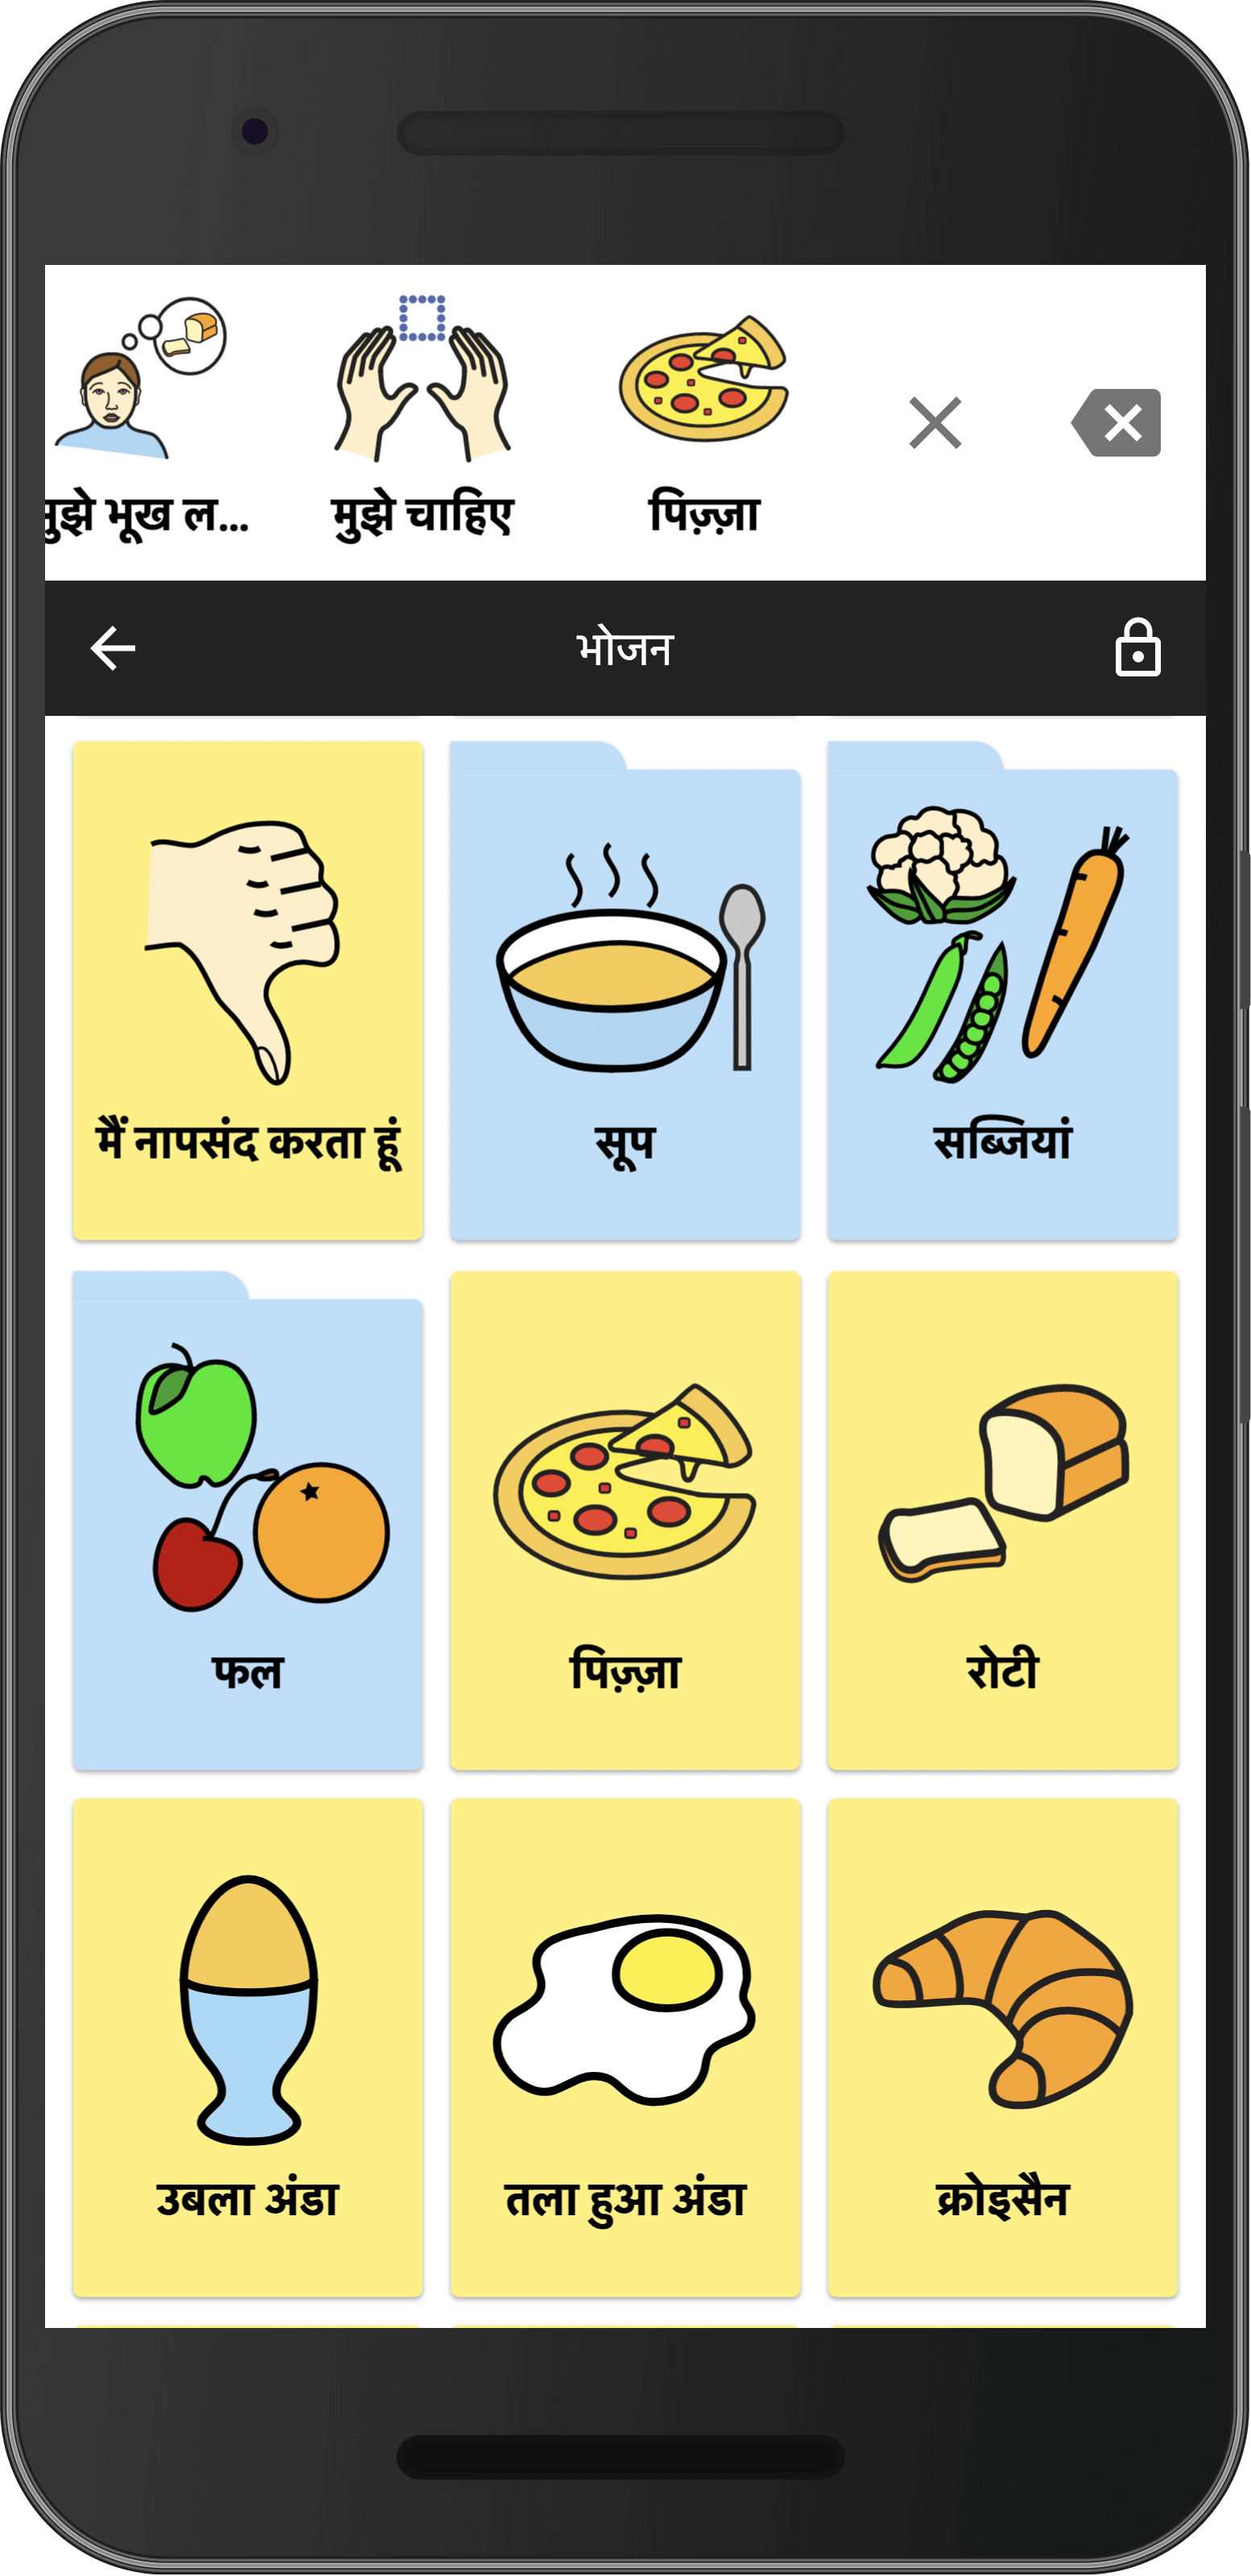 मुझे भूख ल...
मुझे चाहिए
पिज़्ज़ा
भोजन
मैं नापसंद करता हूं
सूप
सब्जियां
फल
पिज़्ज़ा
रोटी
उबला अंडा
तला हुआ अंडा
क्रोइसैन